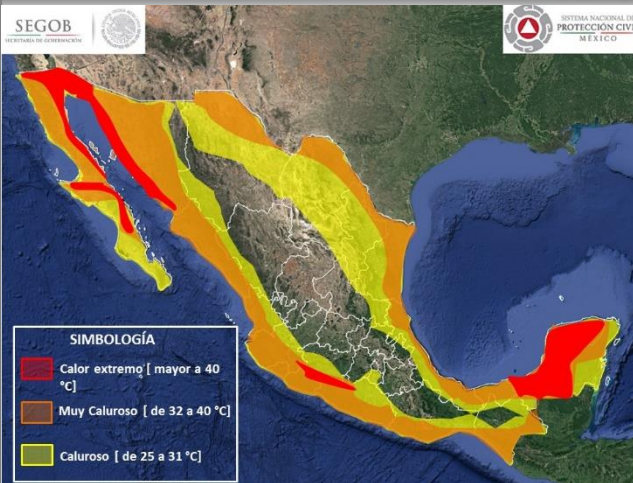 SEGOB
SECRETARÍA DE GOBERNACIÓN
SISTEMA NACIONAL DE
PROTECCIÓN CIVIL
MÉXICO
SIMBOLOGÍA
Calor extremo [ mayor a 40
°C]
Muy Caluroso [ de 32 a 40 °C]
Caluroso [ de 25 a 31 °C]